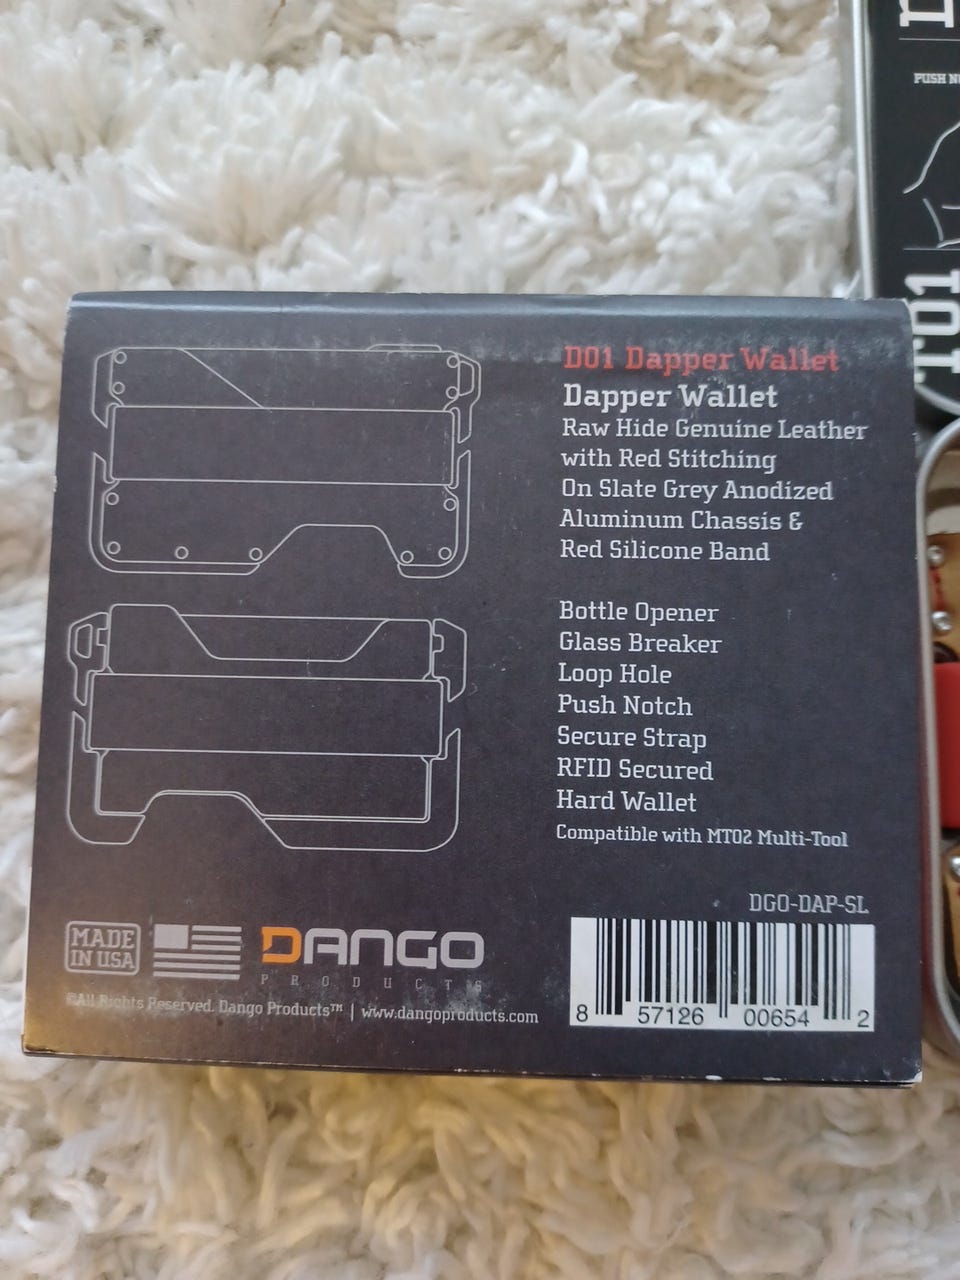 D01 Dapper Wallet
Dapper Wallet
Raw Hide Genuine Leather
with Red Stitching
On Slate Grey Anodized
Aluminum Chassis &
Red Silicone Band
Bottle Opener
Glass Breaker
Loop Hole
Push Notch
Secure Strap
RFID Secured
Hard Wallet
Compatible with MT02 Multi-Tool
DGO-DAP-SL
8 57126 00654 2
MADE
IN USA
DANGO
PRODUCTS
©All Rights Reserved. Dango Products™ | www.dangoproducts.com
PUSH
T01